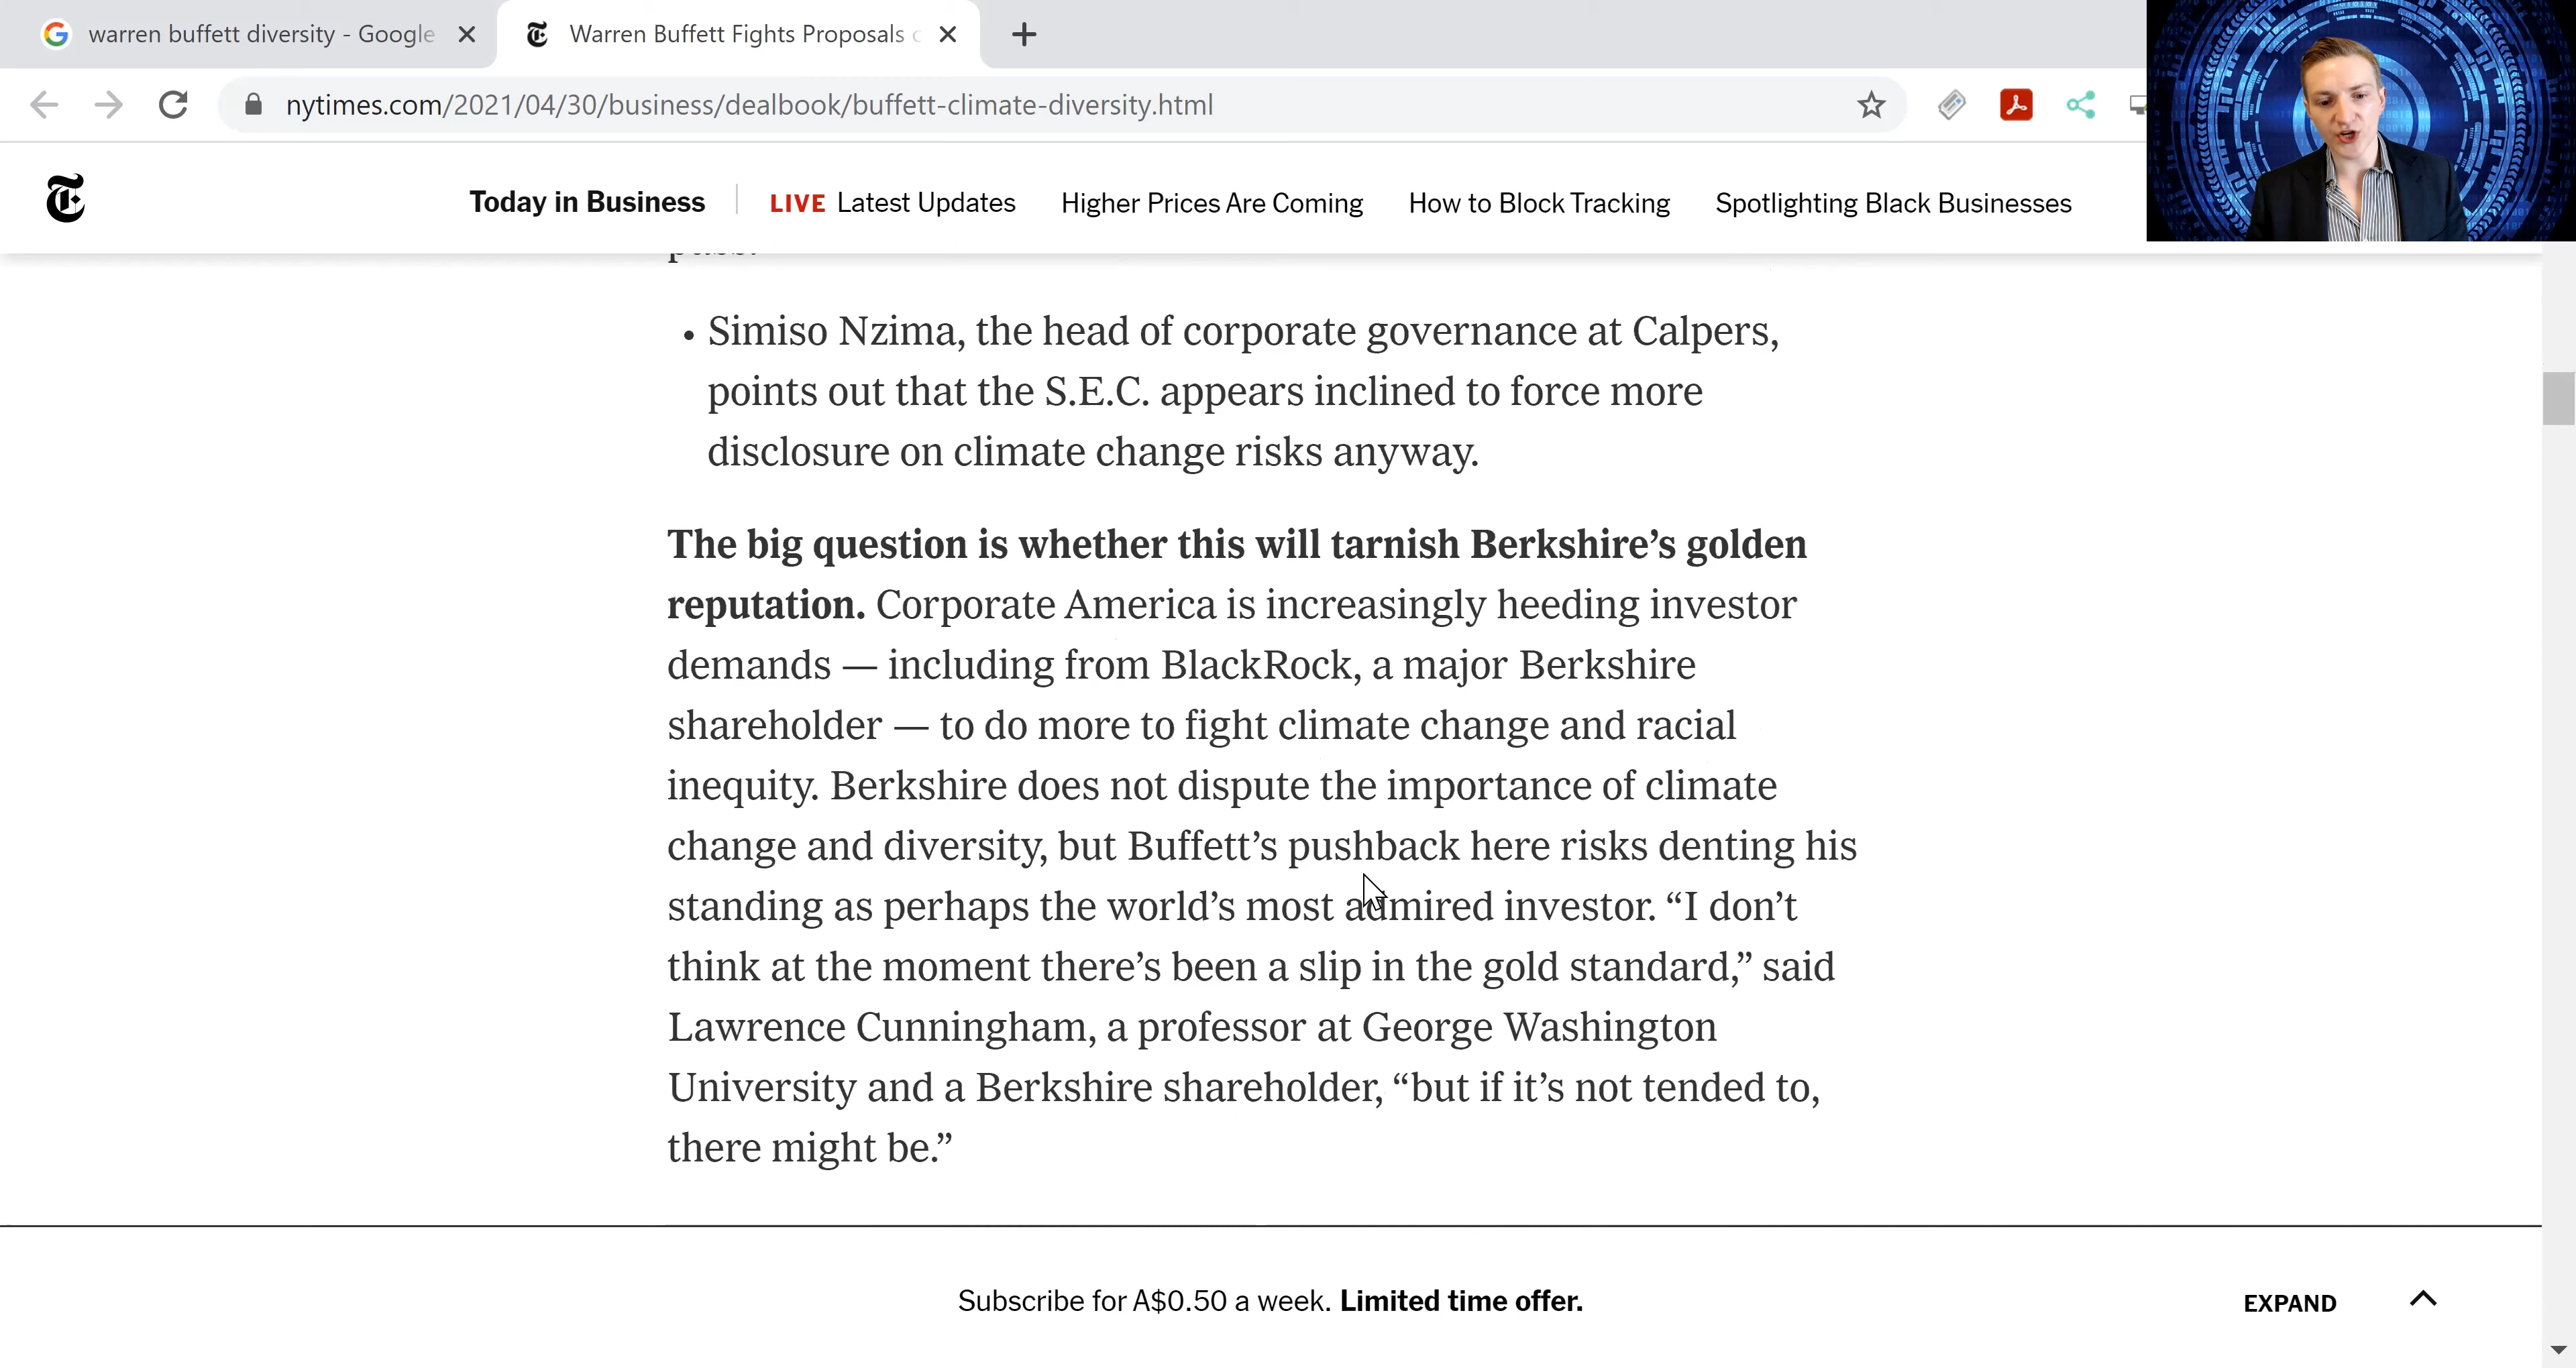 warren buffett diversity - Google
Warren Buffett Fights Proposals
nytimes.com/2021/04/30/business/dealbook/buffett-climate-diversity.html
Today in Business
LIVE Latest Updates
Higher Prices Are Coming
How to Block Tracking
Spotlighting Black Businesses
• Simiso Nzima, the head of corporate governance at Calpers,
points out that the S.E.C. appears inclined to force more
disclosure on climate change risks anyway.
The big question is whether this will tarnish Berkshire’s golden
reputation. Corporate America is increasingly heeding investor
demands — including from BlackRock, a major Berkshire
shareholder — to do more to fight climate change and racial
inequity. Berkshire does not dispute the importance of climate
change and diversity, but Buffett’s pushback here risks denting his
standing as perhaps the world’s most admired investor. “I don’t
think at the moment there’s been a slip in the gold standard,” said
Lawrence Cunningham, a professor at George Washington
University and a Berkshire shareholder, “but if it’s not tended to,
there might be.”
Subscribe for A$0.50 a week. Limited time offer.
EXPAND